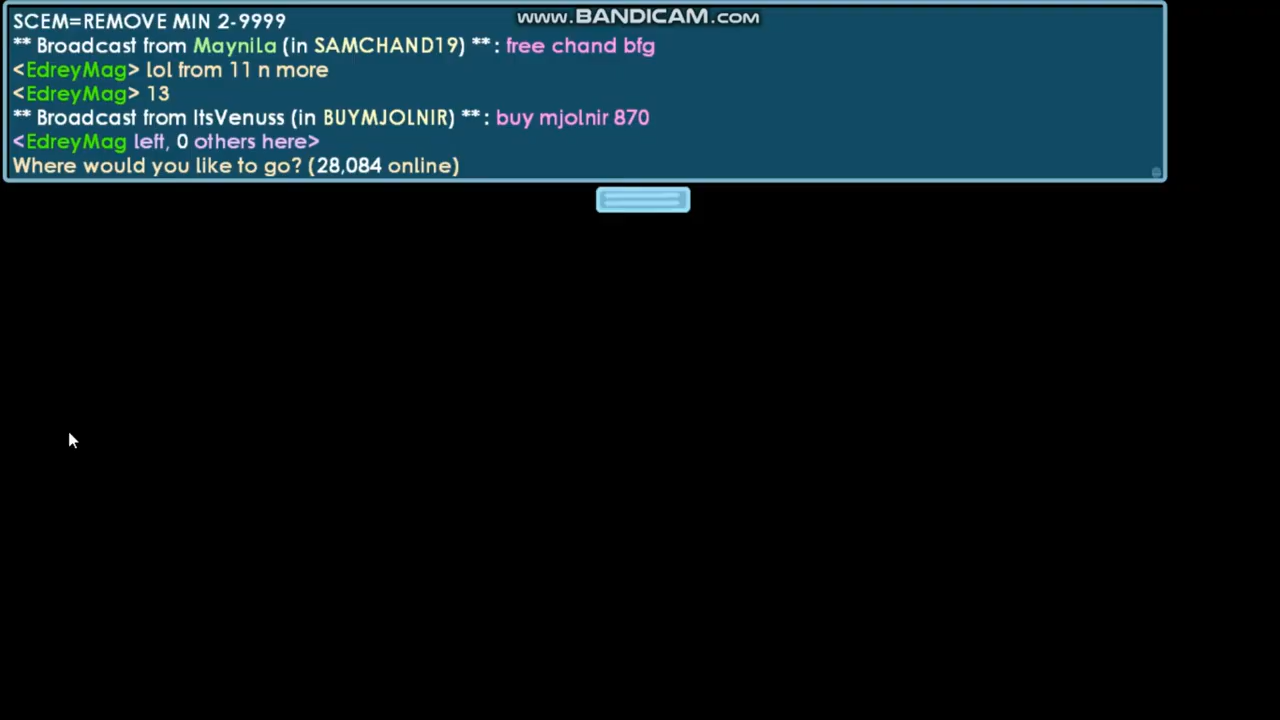 www.BANDICAM.com
SCEM=REMOVE MIN 2-9999
** Broadcast from MayniLa (in SAMCHAND19) ** : free chand bfg
<EdreyMag> lol from 11 n more
<EdreyMag> 13
** Broadcast from ItsVenuss (in BUYMJOLNIR) ** : buy mjolnir 870
<EdreyMag left, 0 others here>
Where would you like to go? (28,084 online)